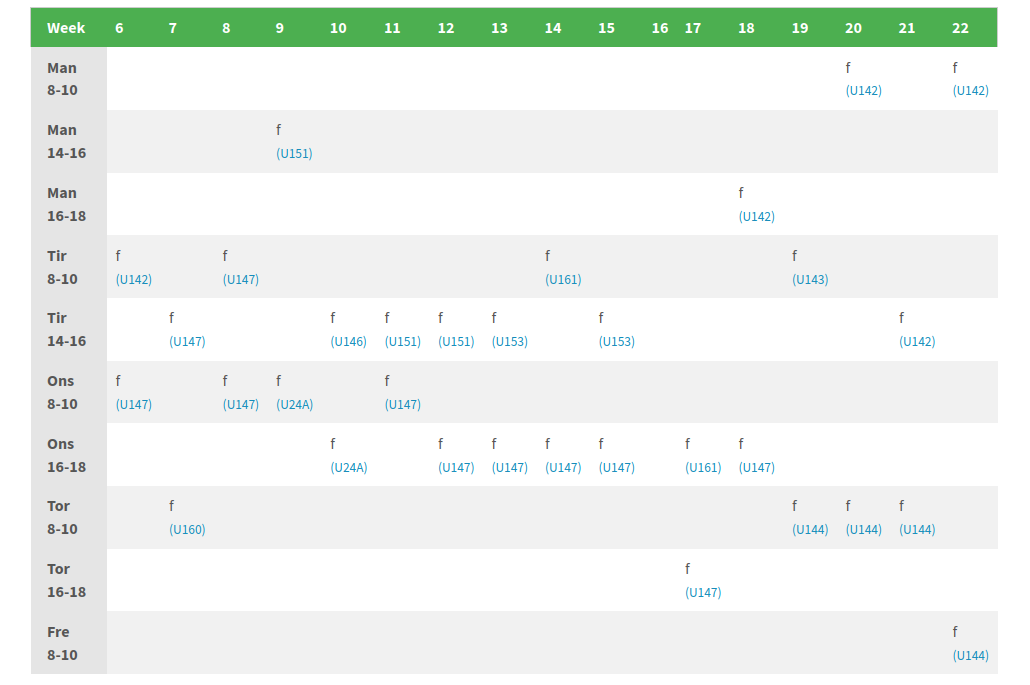 Week 6 7 8 9 10 11 12 13 14 15 16 17 18 19 20 21 22
Man f f
8-10 (U142) (U142)
Man f
14-16 (U151)
Man f
16-18 (U142)
Tir f f f f
8-10 (U142) (U147) (U161) (U143)
Tir f f f f f f f
14-16 (U147) (U146) (U151) (U151) (U153) (U153) (U142)
Ons f f f f
8-10 (U147) (U147) (U24A) (U147)
Ons f f f f f f f
16-18 (U24A) (U147) (U147) (U147) (U147) (U161) (U147)
Tor f f f f
8-10 (U160) (U144) (U144) (U144)
Tor f
16-18 (U147)
Fre f
8-10 (U144)